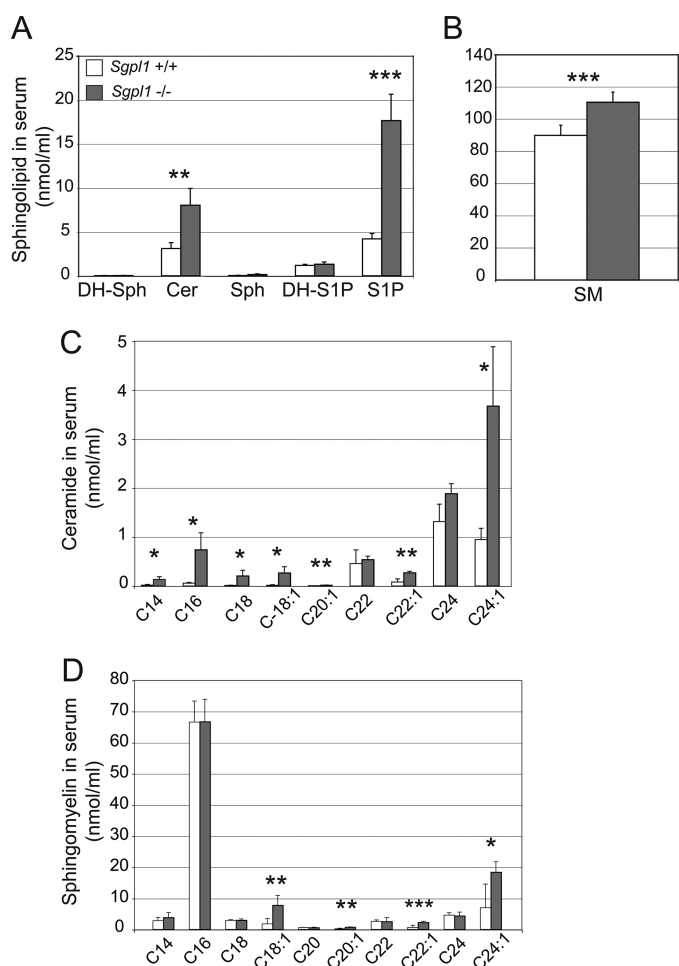 A
Sphingolipid in serum
(nmol/ml)
25
20
15
10
5
0
Sgpl1 +/+
Sgpl1 -/-
**
***
DH-Sph Cer Sph DH-S1P S1P
B
140
120
100
80
60
40
20
0
***
SM
C
Ceramide in serum
(nmol/ml)
5
4
3
2
1
0
* * * * ** ** *
C14 C16 C18 C-18:1 C20:1 C22 C22:1 C24 C24:1
D
Sphingomyelin in serum
(nmol/ml)
80
70
60
50
40
30
20
10
0
** ** *** *
C14 C16 C18 C18:1 C20 C20:1 C22 C22:1 C24 C24:1